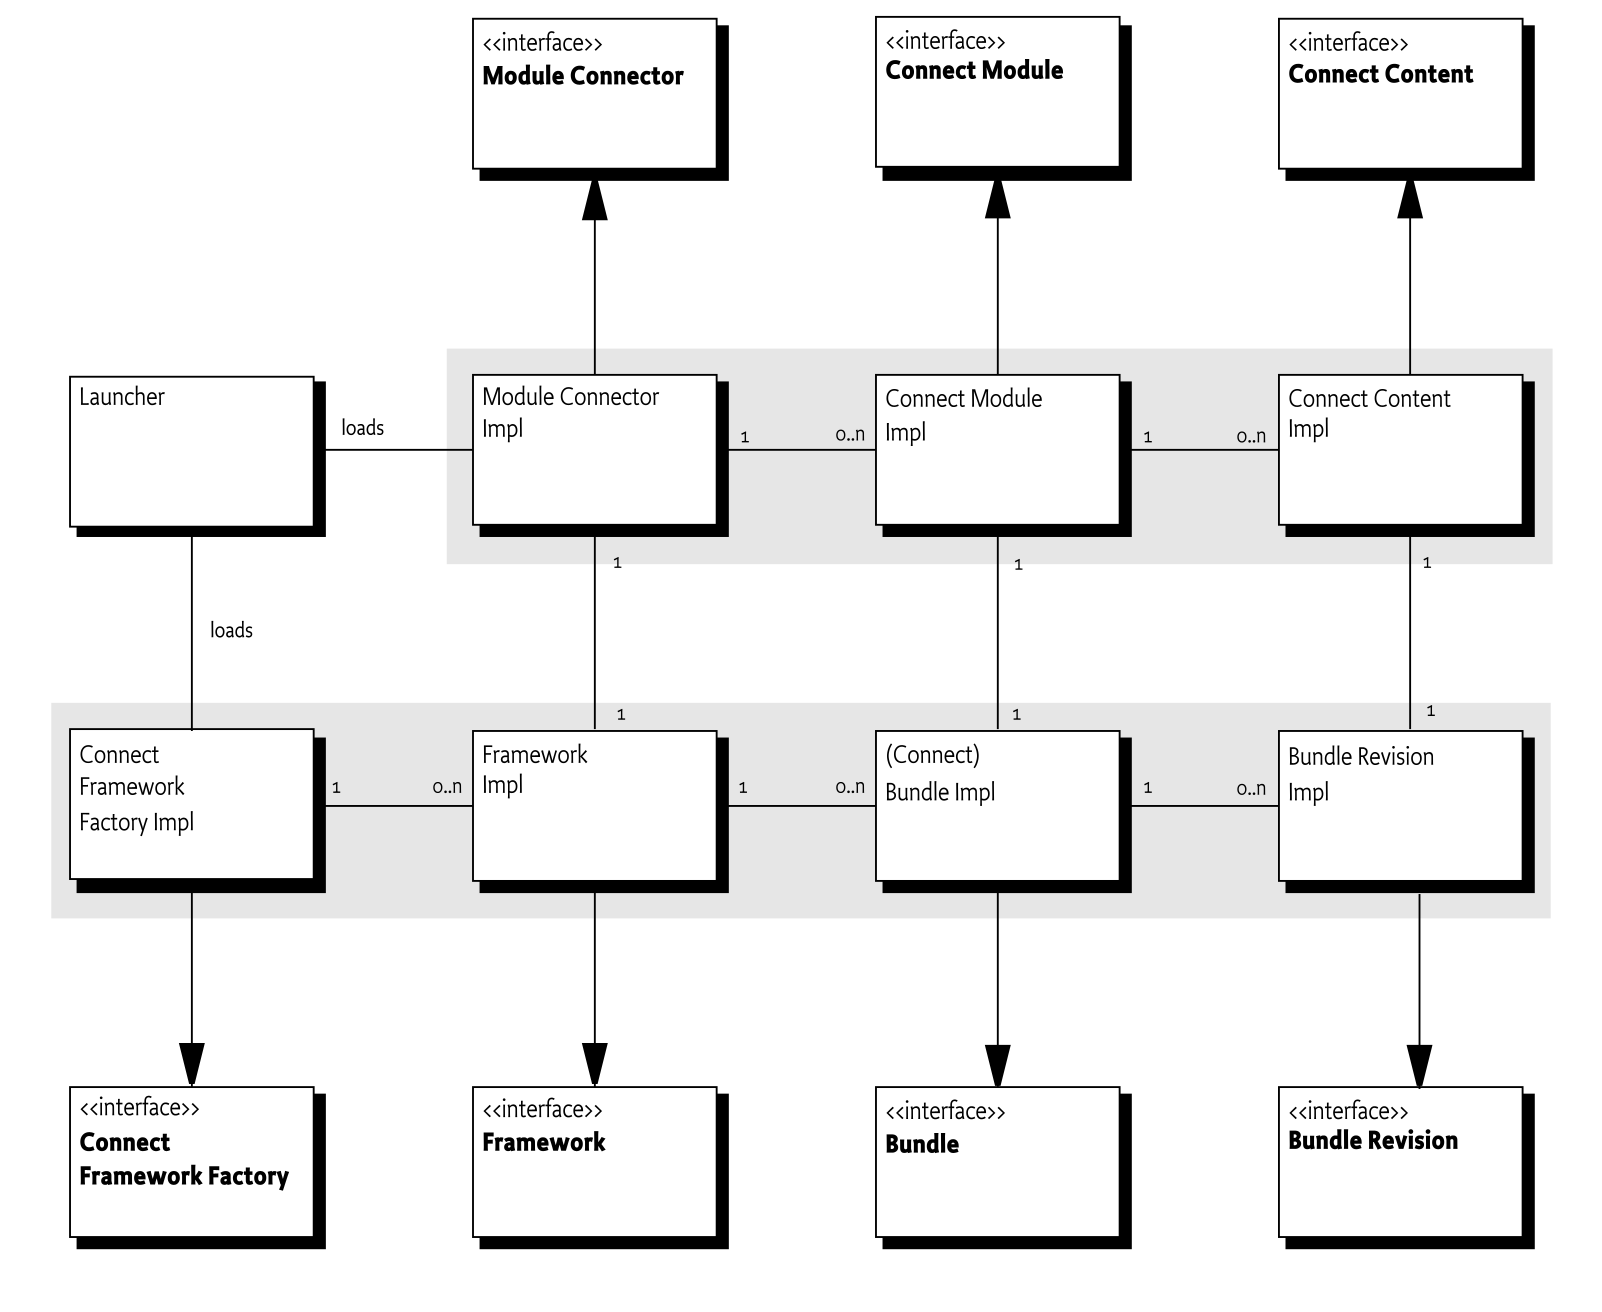 <<interface>>
Module Connector
<<interface>>
Connect Module
<<interface>>
Connect Content
Launcher
loads
Module Connector
Impl
1
0..n
Connect Module
Impl
1
0..n
Connect Content
Impl
1
1
1
loads
1
1
1
Connect
Framework
Factory Impl
1
0..n
Framework
Impl
1
0..n
(Connect)
Bundle Impl
1
0..n
Bundle Revision
Impl
<<interface>>
Connect
Framework Factory
<<interface>>
Framework
<<interface>>
Bundle
<<interface>>
Bundle Revision